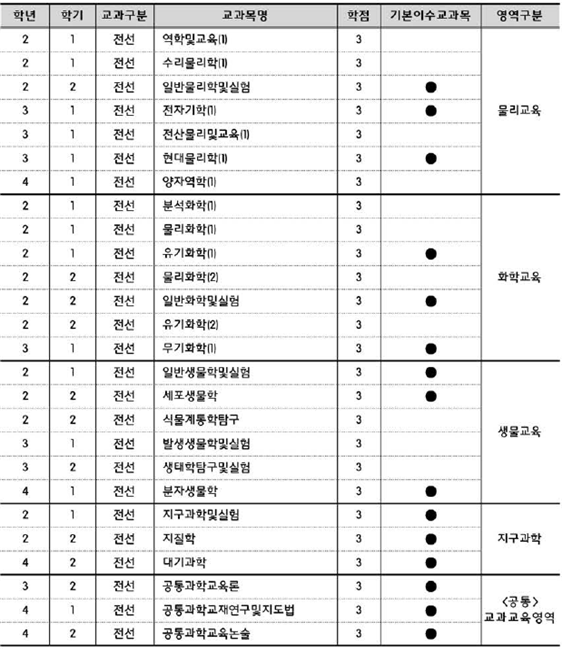 학년 학기 교과구분 교과목명 학점 기본이수교과목 영역구분
2 1 전선 역학및교육(1) 3
2 1 전선 수리물리학(1) 3
2 2 전선 일반물리학및실험 3 ● 물리교육
3 1 전선 전자기학(1) 3 ●
3 1 전선 전산물리및교육(1) 3
3 1 전선 현대물리학(1) 3 ●
4 1 전선 양자역학(1) 3
2 1 전선 분석화학(1) 3
2 1 전선 물리화학(1) 3
2 1 전선 유기화학(1) 3 ●
2 2 전선 물리화학(2) 3 화학교육
2 2 전선 일반화학및실험 3 ●
2 2 전선 유기화학(2) 3
3 1 전선 무기화학(1) 3 ●
2 1 전선 일반생물학및실험 3 ●
2 2 전선 세포생물학 3 ●
2 2 전선 식물계통학탐구 3 생물교육
3 1 전선 발생생물학및실험 3
3 2 전선 생태학탐구및실험 3
4 1 전선 분자생물학 3 ●
2 1 전선 지구과학및실험 3 ●
2 2 전선 지질학 3 ● 지구과학
4 2 전선 대기과학 3 ●
3 2 전선 공통과학교육론 3 ● <공통>
4 1 전선 공통과학교재연구및지도법 3 ● 교과교육영역
4 2 전선 공통과학교육논술 3 ●